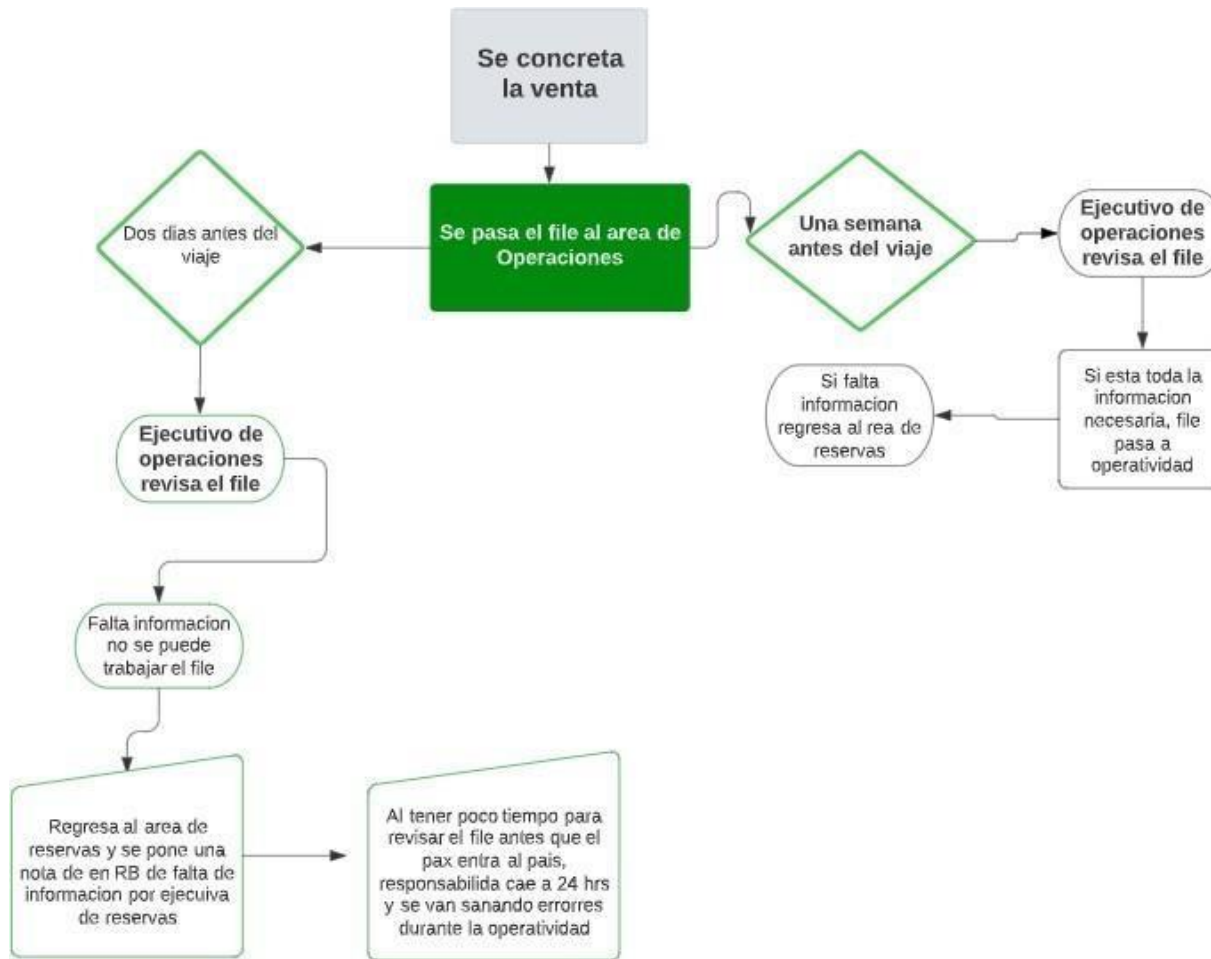 Se concreta
la venta
Se pasa el file al area de
Operaciones
Dos dias antes del
viaje
Una semana
antes del viaje
Ejecutivo de
operaciones
revisa el file
Si esta toda la
informacion
necesaria, file
pasa a
operatividad
Si falta
informacion
regresa al rea de
reservas
Ejecutivo de
operaciones
revisa el file
Falta informacion
no se puede
trabajar el file
Regresa al area de
reservas y se pone una
nota de en RB de falta de
informacion por ejecuiva
de reservas
Al tener poco tiempo para
revisar el file antes que el
pax entra al pais,
responsabilida cae a 24 hrs
y se van sanando errorres
durante la operatividad